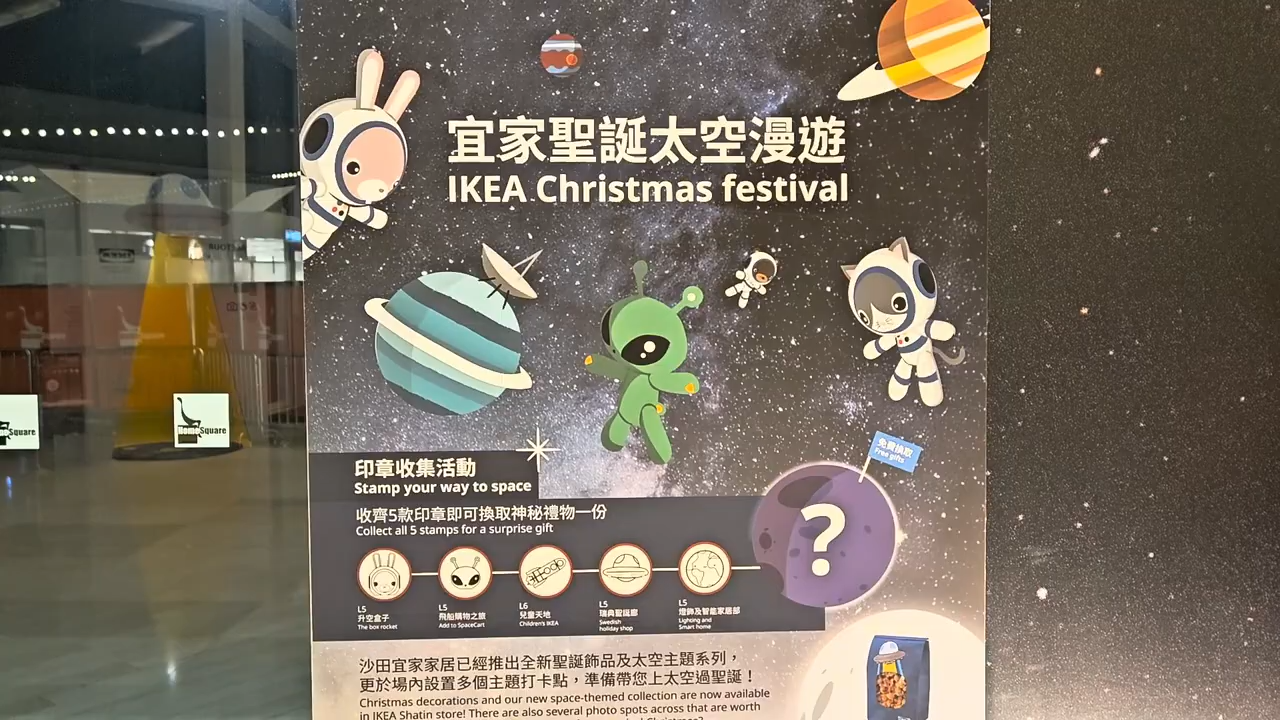 宜家聖誕太空漫遊
IKEA Christmas festival
免費換取
Free gifts
印章收集活動
Stamp your way to space
收齊5款印章即可換取神秘禮物一份
Collect all 5 stamps for a surprise gift
?
L5
升空盒子
The box rocket
L5
飛船購物之旅
Add to SpaceCart
L6
兒童天地
Children's IKEA
L5
瑞典聖誕廊
Swedish
holiday shop
L5
燈飾及智能家居部
Lighting and
Smart home
沙田宜家家居已經推出全新聖誕飾品及太空主題系列，
更於場內設置多個主題打卡點，準備帶您上太空過聖誕！
Christmas decorations and our new space-themed collection are now available
in IKEA Shatin store! There are also several photo spots across that are worth
HomeSquare
Square